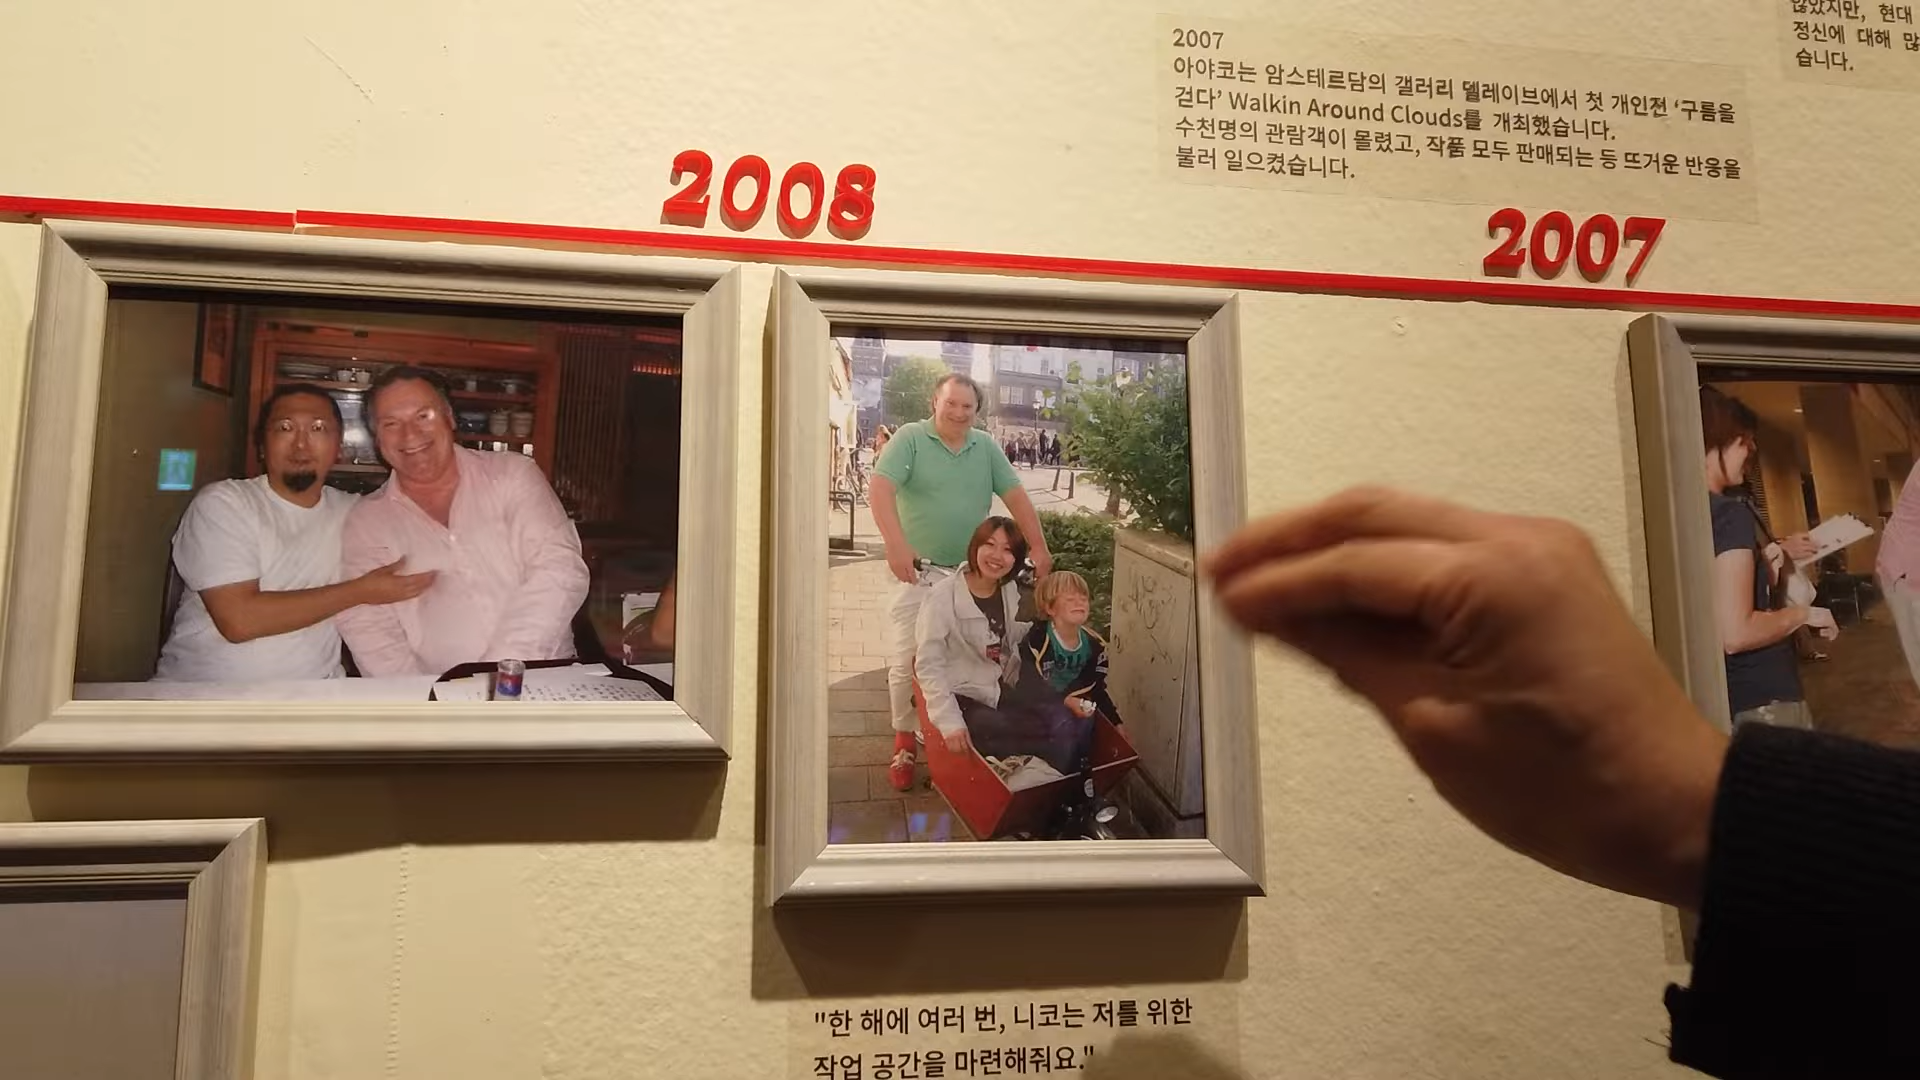 않았지만, 현대
정신에 대해 많
습니다.
2007
아야코는 암스테르담의 갤러리 델레이브에서 첫 개인전 ‘구름을
걷다’ Walkin Around Clouds를 개최했습니다.
수천명의 관람객이 몰렸고, 작품 모두 판매되는 등 뜨거운 반응을
불러 일으켰습니다.
2008
2007
"한 해에 여러 번, 니코는 저를 위한
작업 공간을 마련해줘요."